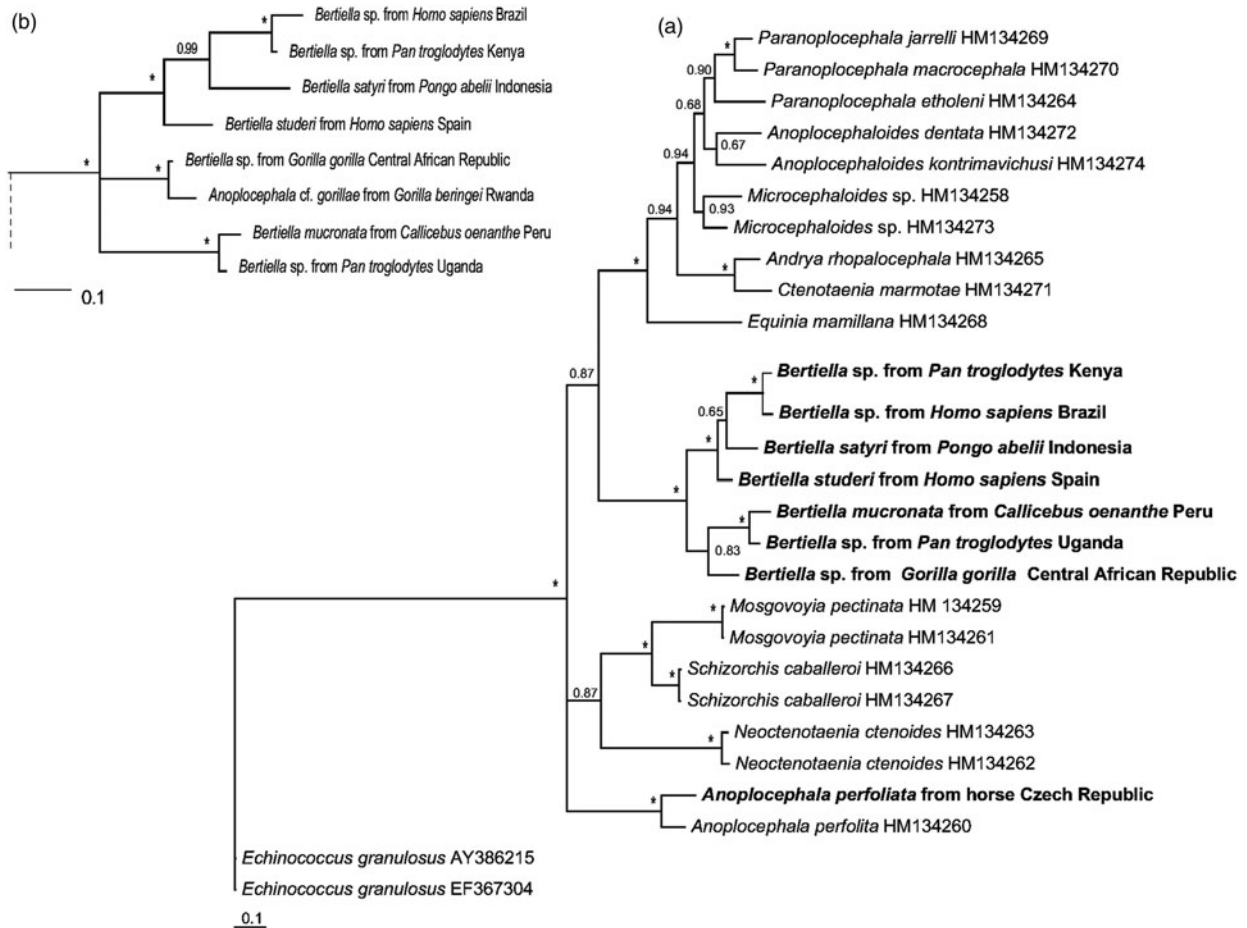 (b)
*
Bertiella sp. from Homo sapiens Brazil
0.99
Bertiella sp. from Pan troglodytes Kenya
*
Bertiella satyri from Pongo abelii Indonesia
Bertiella studeri from Homo sapiens Spain
*
*
Bertiella sp. from Gorilla gorilla Central African Republic
Anoplocephala cf. gorillae from Gorilla beringei Rwanda
*
Bertiella mucronata from Callicebus oenanthe Peru
Bertiella sp. from Pan troglodytes Uganda
0.1
(a)
*
Paranoplocephala jarrelli HM134269
0.90
Paranoplocephala macrocephala HM134270
Paranoplocephala etholeni HM134264
0.68
Anoplocephaloides dentata HM134272
0.67
0.94
Anoplocephaloides kontrimavichusi HM134274
Microcephaloides sp. HM134258
0.94
0.93
Microcephaloides sp. HM134273
*
Andrya rhopalocephala HM134265
*
Ctenotaenia marmotae HM134271
Equinia mamillana HM134268
0.87
*
Bertiella sp. from Pan troglodytes Kenya
0.65
Bertiella sp. from Homo sapiens Brazil
*
Bertiella satyri from Pongo abelii Indonesia
Bertiella studeri from Homo sapiens Spain
*
*
Bertiella mucronata from Callicebus oenanthe Peru
0.83
Bertiella sp. from Pan troglodytes Uganda
Bertiella sp. from Gorilla gorilla Central African Republic
*
*
Mosgovoyia pectinata HM 134259
*
Mosgovoyia pectinata HM134261
*
Schizorchis caballeroi HM134266
0.87
Schizorchis caballeroi HM134267
*
Neoctenotaenia ctenoides HM134263
Neoctenotaenia ctenoides HM134262
*
Anoplocephala perfoliata from horse Czech Republic
Anoplocephala perfolita HM134260
Echinococcus granulosus AY386215
Echinococcus granulosus EF367304
0.1